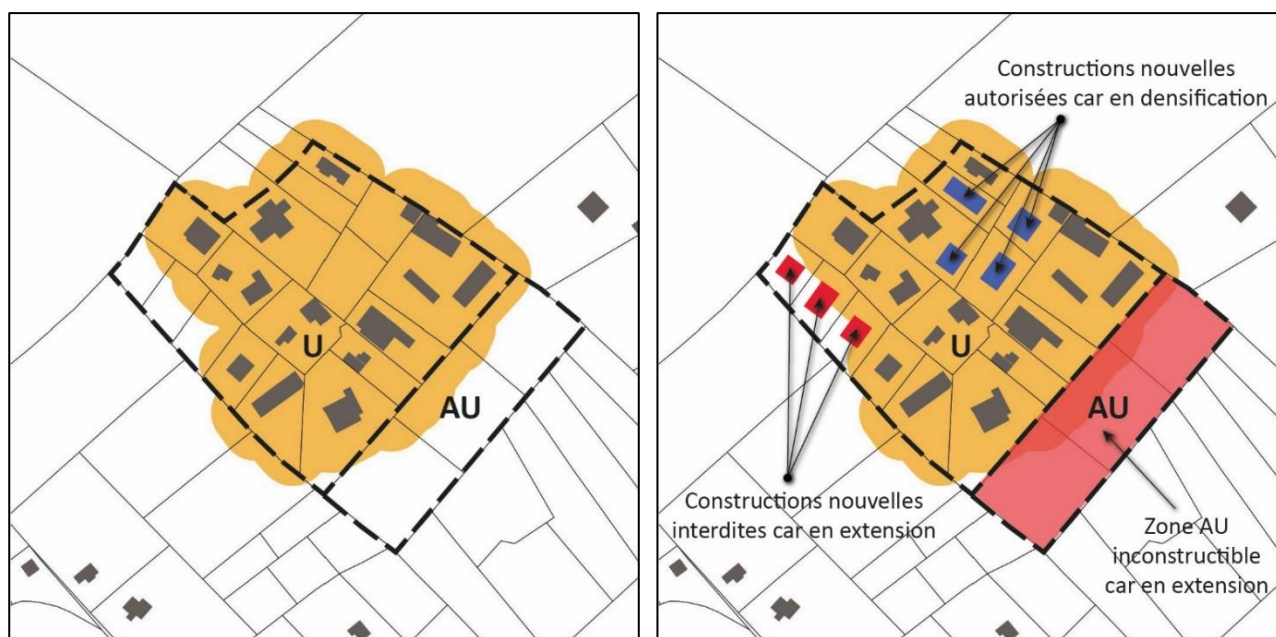 U
AU
Constructions nouvelles
autorisées car en densification
U
AU
Constructions nouvelles
interdites car en extension
Zone AU
inconstructible
car en extension